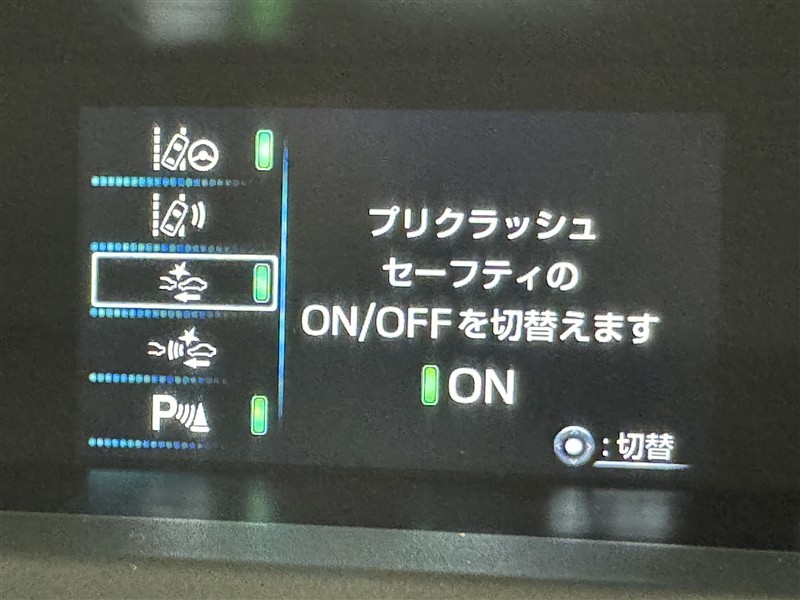 プリクラッシュ
セーフティの
ON/OFFを切替えます
ON
:切替
P